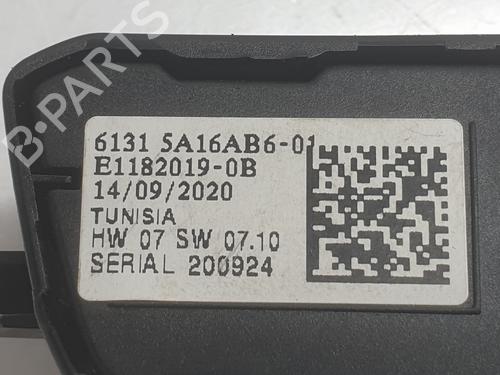 6131 5A16AB6-01
E1182019-0B
14/09/2020
TUNISIA
HW 07 SW 07.10
SERIAL 200924
B-PARTS